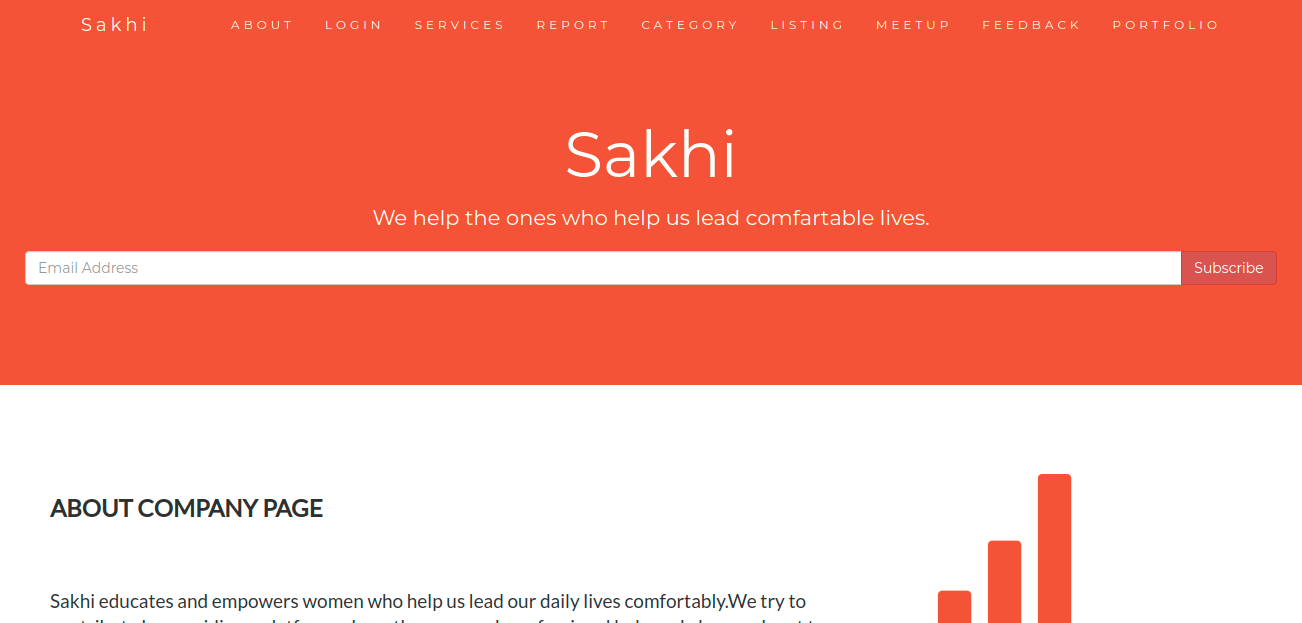 Sakhi ABOUT LOGIN SERVICES REPORT CATEGORY LISTING MEETUP FEEDBACK PORTFOLIO
Sakhi
We help the ones who help us lead comfartable lives.
Email Address Subscribe
ABOUT COMPANY PAGE
Sakhi educates and empowers women who help us lead our daily lives comfortably.We try to